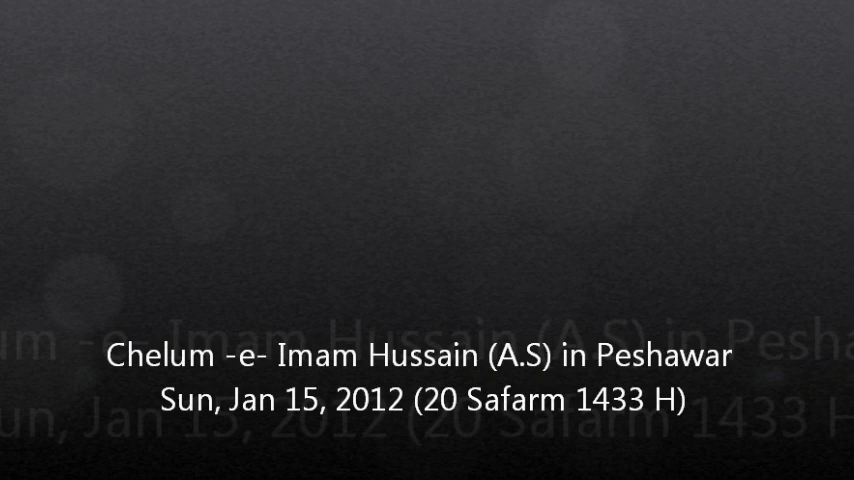 Chelum -e- Imam Hussain (A.S) in Peshawar
Sun, Jan 15, 2012 (20 Safarm 1433 H)